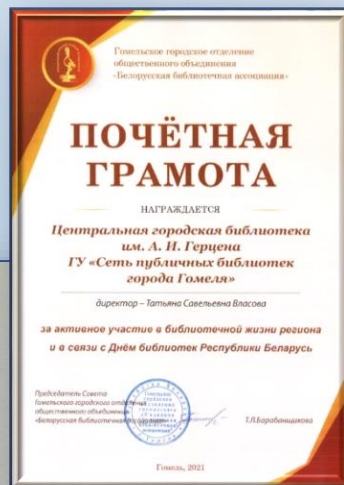 Гомельское городское отделение
общественного объединения
«Белорусская библиотечная ассоциация»
ПОЧЁТНАЯ
ГРАМОТА
НАГРАЖДАЕТСЯ
Центральная городская библиотека
им. А. И. Герцена
ГУ «Сеть публичных библиотек
города Гомеля»
директор – Татьяна Савельевна Власова
за активное участие в библиотечной жизни региона
и в связи с Днём библиотек Республики Беларусь
Председатель Совета
Гомельского городского отделения
общественного объединения
«Белорусская библиотечная ассоциация»
Т.Л.Барабанщикова
Гомель, 2021